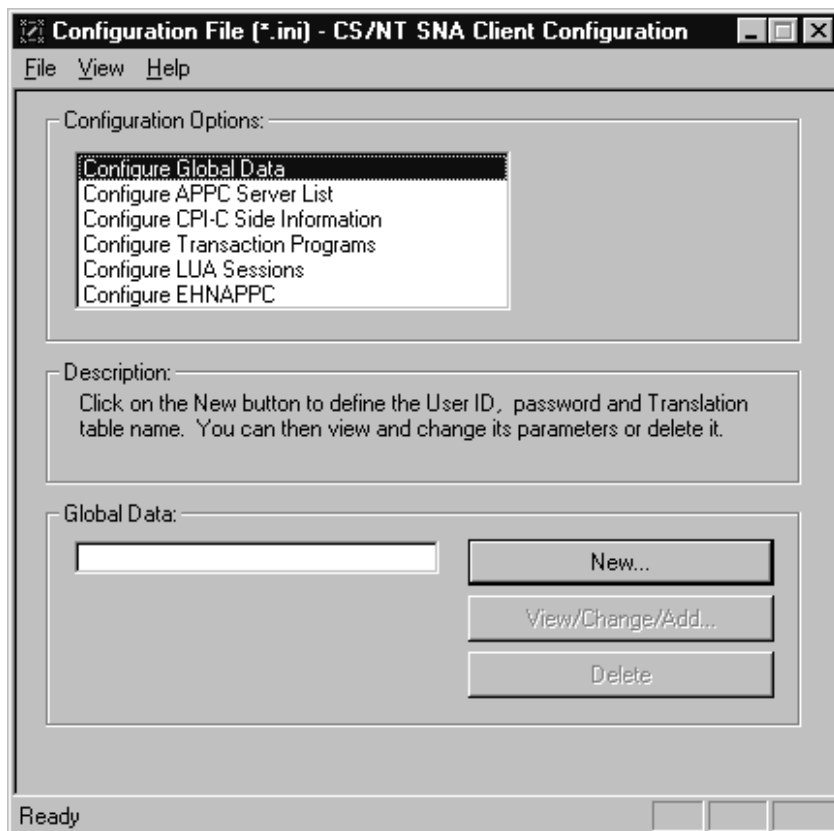 Configuration File (*.ini) - CS/NT SNA Client Configuration
File View Help
Configuration Options:
Configure Global Data
Configure APPC Server List
Configure CPI-C Side Information
Configure Transaction Programs
Configure LUA Sessions
Configure EHNAPPC
Description:
Click on the New button to define the User ID, password and Translation
table name. You can then view and change its parameters or delete it.
Global Data:
New...
View/Change/Add...
Delete
Ready